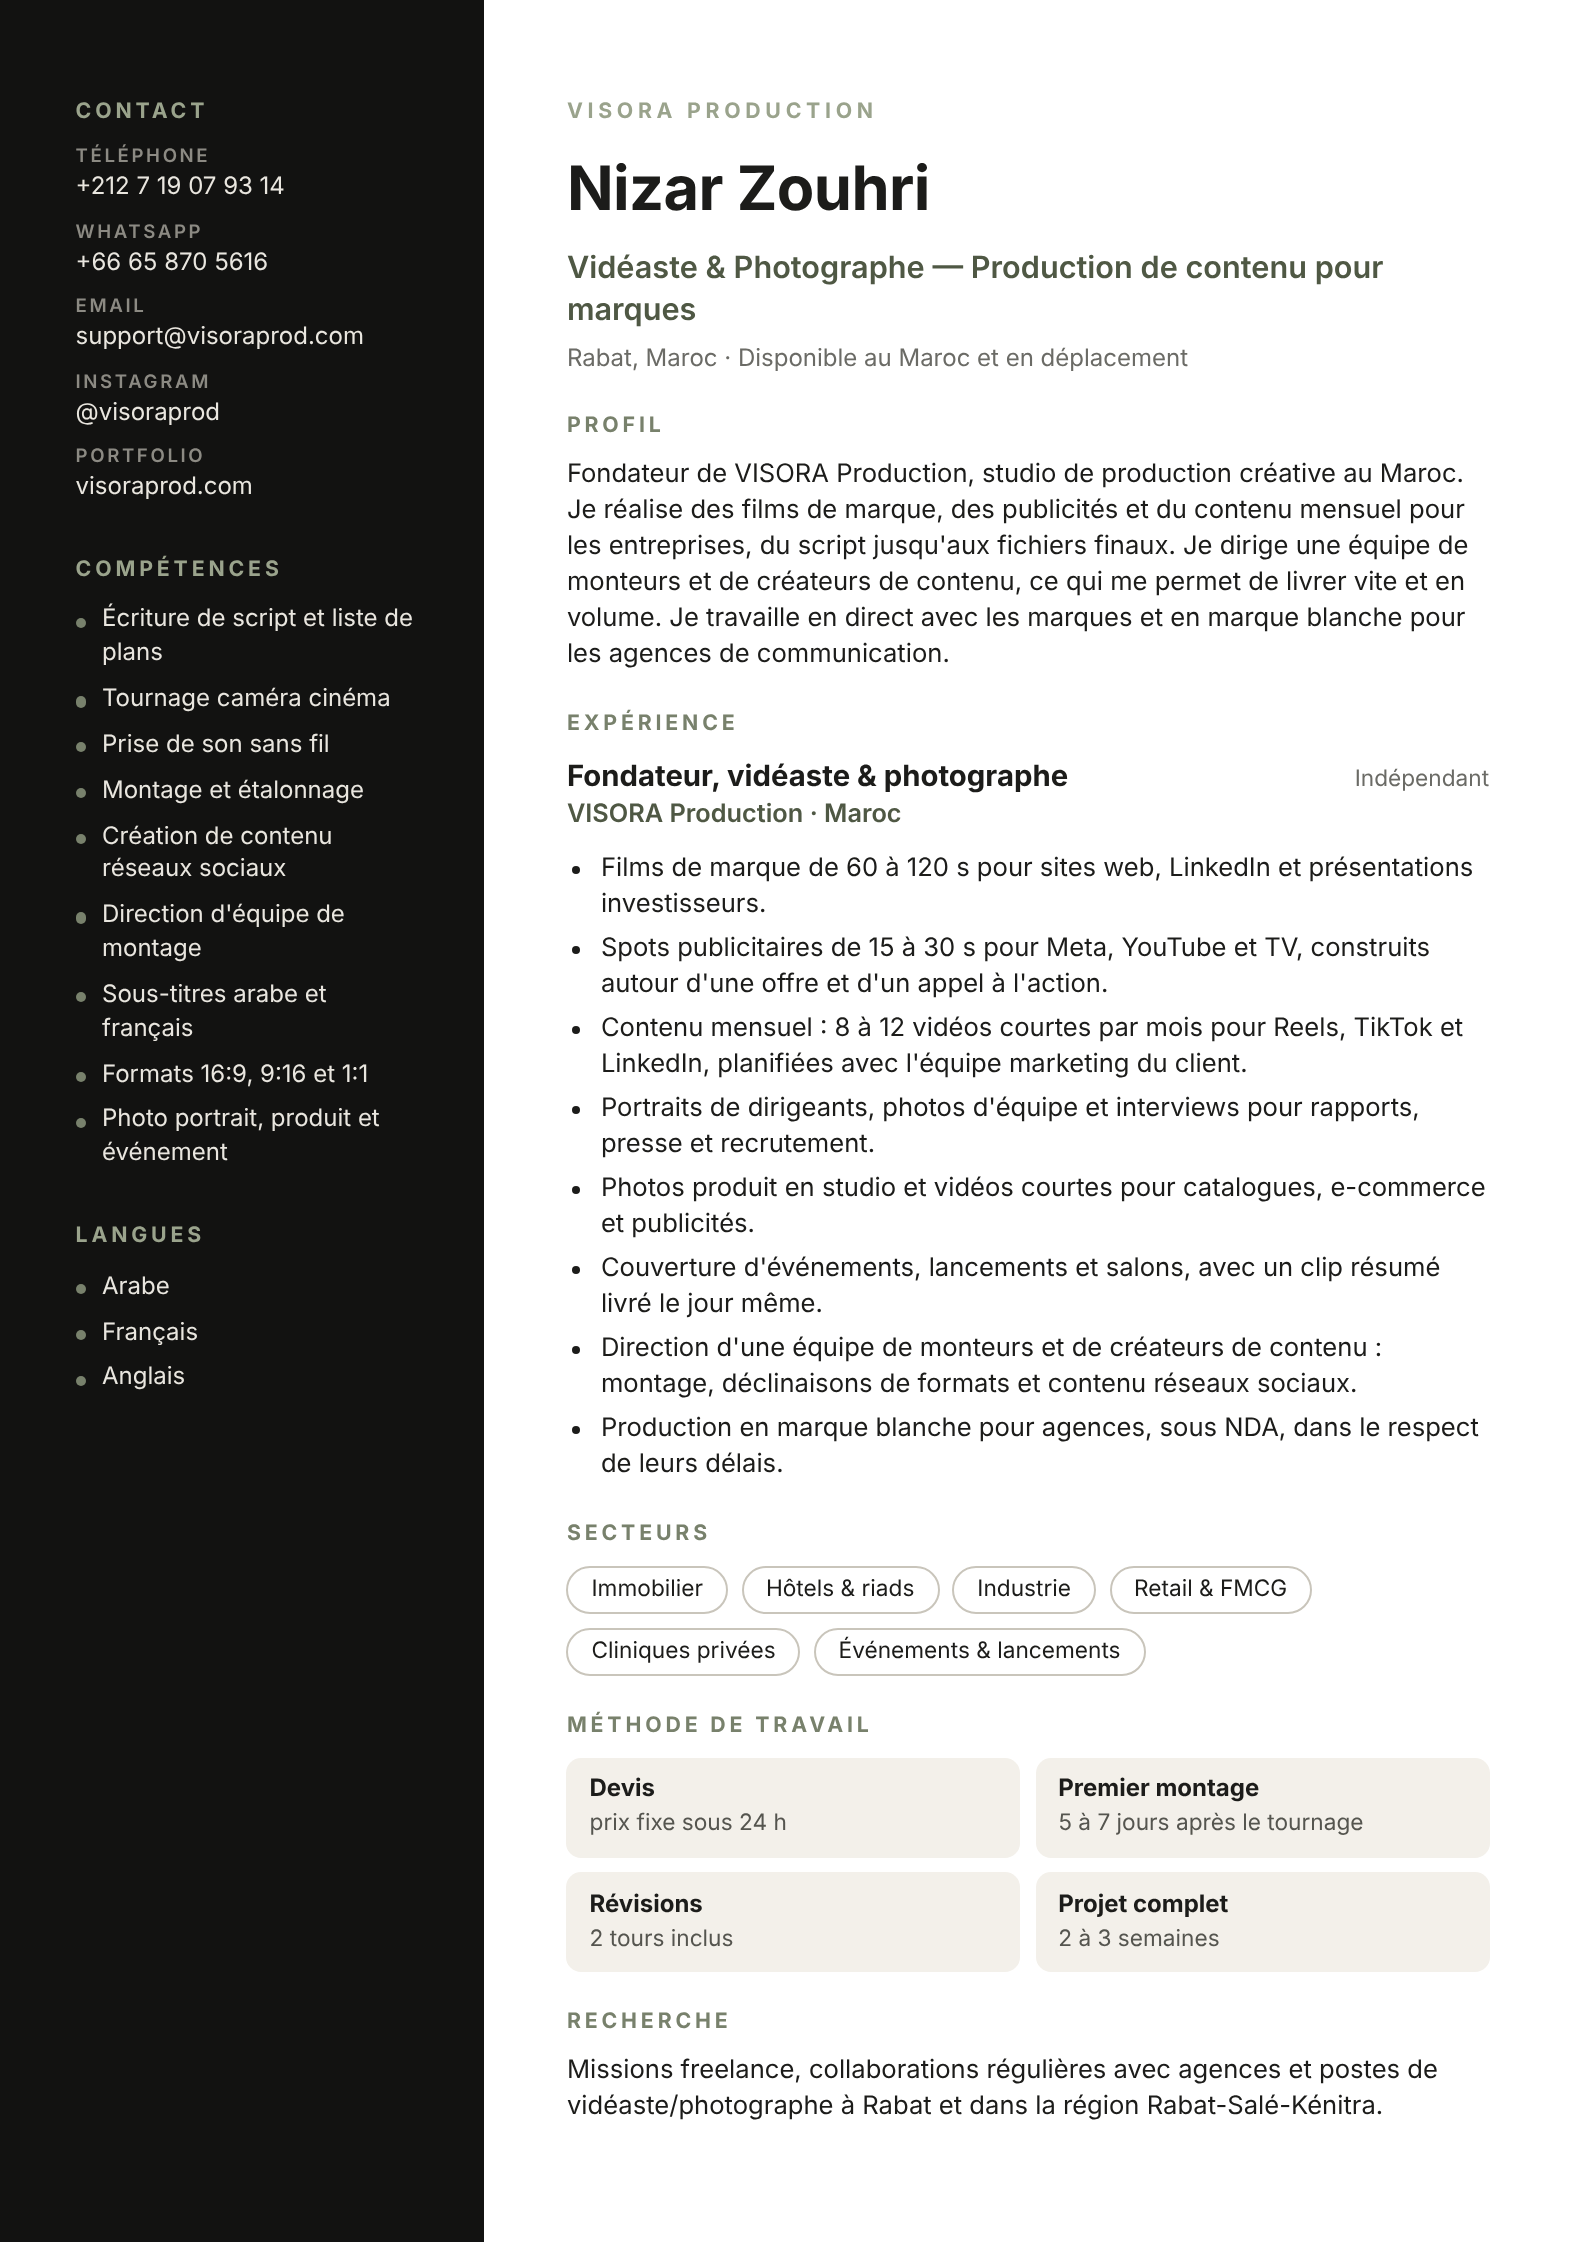 CONTACT
TÉLÉPHONE
+212 7 19 07 93 14
WHATSAPP
+66 65 870 5616
EMAIL
support@visoraprod.com
INSTAGRAM
@visoraprod
PORTFOLIO
visoraprod.com
COMPÉTENCES
Écriture de script et liste de
plans
Tournage caméra cinéma
Prise de son sans fil
Montage et étalonnage
Création de contenu
réseaux sociaux
Direction d'équipe de
montage
Sous-titres arabe et
français
Formats 16:9, 9:16 et 1:1
Photo portrait, produit et
événement
LANGUES
Arabe
Français
Anglais
VISORA PRODUCTION
Nizar Zouhri
Vidéaste & Photographe — Production de contenu pour
marques
Rabat, Maroc · Disponible au Maroc et en déplacement
PROFIL
Fondateur de VISORA Production, studio de production créative au Maroc.
Je réalise des films de marque, des publicités et du contenu mensuel pour
les entreprises, du script jusqu'aux fichiers finaux. Je dirige une équipe de
monteurs et de créateurs de contenu, ce qui me permet de livrer vite et en
volume. Je travaille en direct avec les marques et en marque blanche pour
les agences de communication.
EXPÉRIENCE
Fondateur, vidéaste & photographe Indépendant
VISORA Production · Maroc
Films de marque de 60 à 120 s pour sites web, LinkedIn et présentations
investisseurs.
Spots publicitaires de 15 à 30 s pour Meta, YouTube et TV, construits
autour d'une offre et d'un appel à l'action.
Contenu mensuel : 8 à 12 vidéos courtes par mois pour Reels, TikTok et
LinkedIn, planifiées avec l'équipe marketing du client.
Portraits de dirigeants, photos d'équipe et interviews pour rapports,
presse et recrutement.
Photos produit en studio et vidéos courtes pour catalogues, e-commerce
et publicités.
Couverture d'événements, lancements et salons, avec un clip résumé
livré le jour même.
Direction d'une équipe de monteurs et de créateurs de contenu :
montage, déclinaisons de formats et contenu réseaux sociaux.
Production en marque blanche pour agences, sous NDA, dans le respect
de leurs délais.
SECTEURS
Immobilier Hôtels & riads Industrie Retail & FMCG
Cliniques privées Événements & lancements
MÉTHODE DE TRAVAIL
Devis
prix fixe sous 24 h
Premier montage
5 à 7 jours après le tournage
Révisions
2 tours inclus
Projet complet
2 à 3 semaines
RECHERCHE
Missions freelance, collaborations régulières avec agences et postes de
vidéaste/photographe à Rabat et dans la région Rabat-Salé-Kénitra.